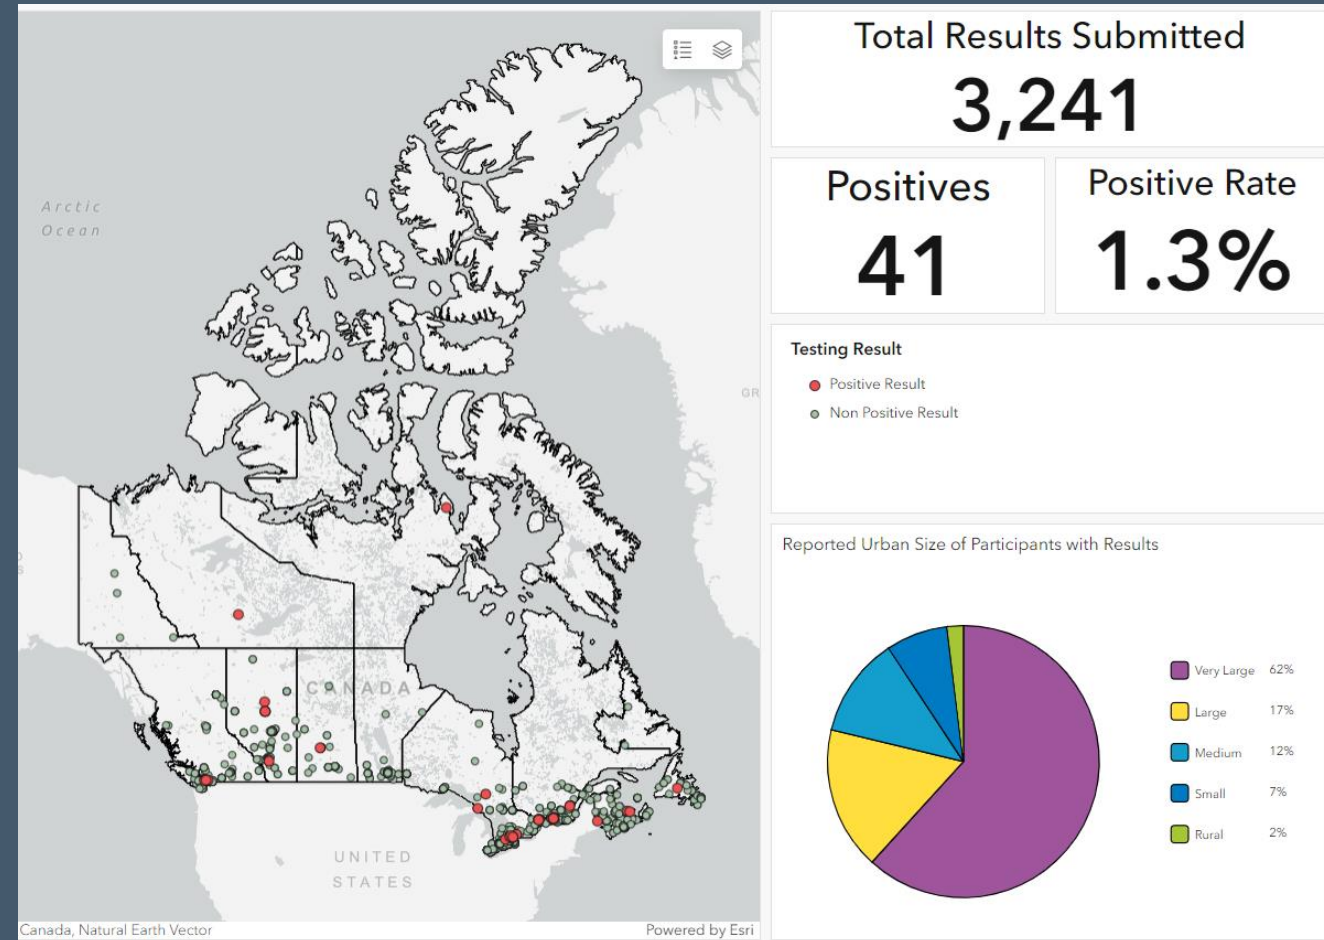 Arctic
Ocean
GR
CANADA
UNITED
STATES
Canada, Natural Earth Vector
Powered by Esri
Total Results Submitted
3,241
Positives
41
Positive Rate
1.3%
Testing Result
Positive Result
Non Positive Result
Reported Urban Size of Participants with Results
Very Large 62%
Large 17%
Medium 12%
Small 7%
Rural 2%